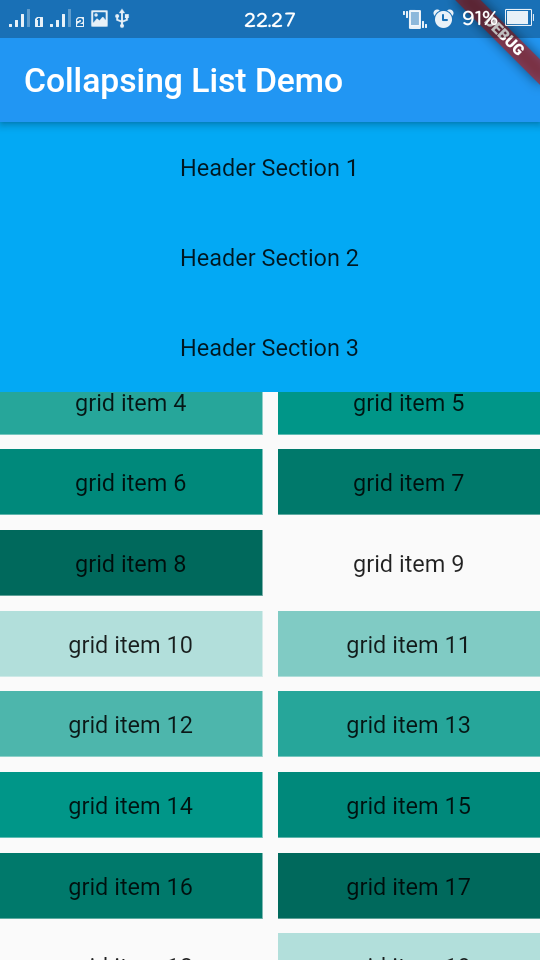 1 2 22.27 91%
DEBUG
Collapsing List Demo
Header Section 1
Header Section 2
Header Section 3
grid item 4 grid item 5
grid item 6 grid item 7
grid item 8 grid item 9
grid item 10 grid item 11
grid item 12 grid item 13
grid item 14 grid item 15
grid item 16 grid item 17